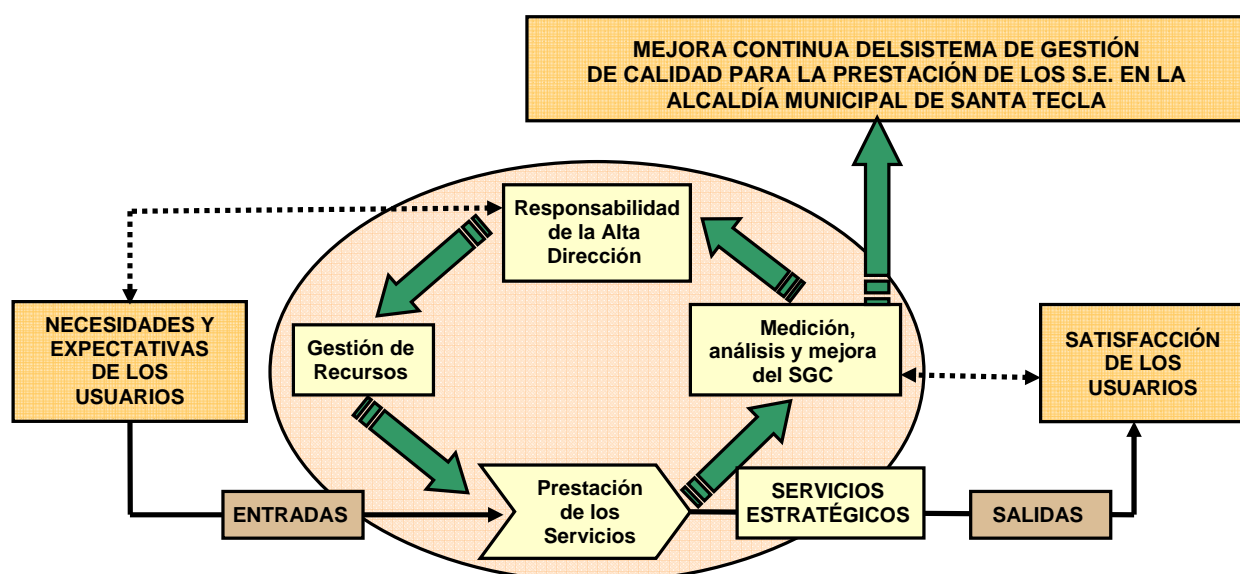 MEJORA CONTINUA DELSISTEMA DE GESTIÓN
DE CALIDAD PARA LA PRESTACIÓN DE LOS S.E. EN LA
ALCALDÍA MUNICIPAL DE SANTA TECLA
Responsabilidad
de la Alta
Dirección
NECESIDADES Y
EXPECTATIVAS
DE LOS
USUARIOS
Gestión de
Recursos
Medición,
análisis y mejora
del SGC
SATISFACCIÓN
DE LOS
USUARIOS
ENTRADAS
Prestación
de los
Servicios
SERVICIOS
ESTRATÉGICOS
SALIDAS